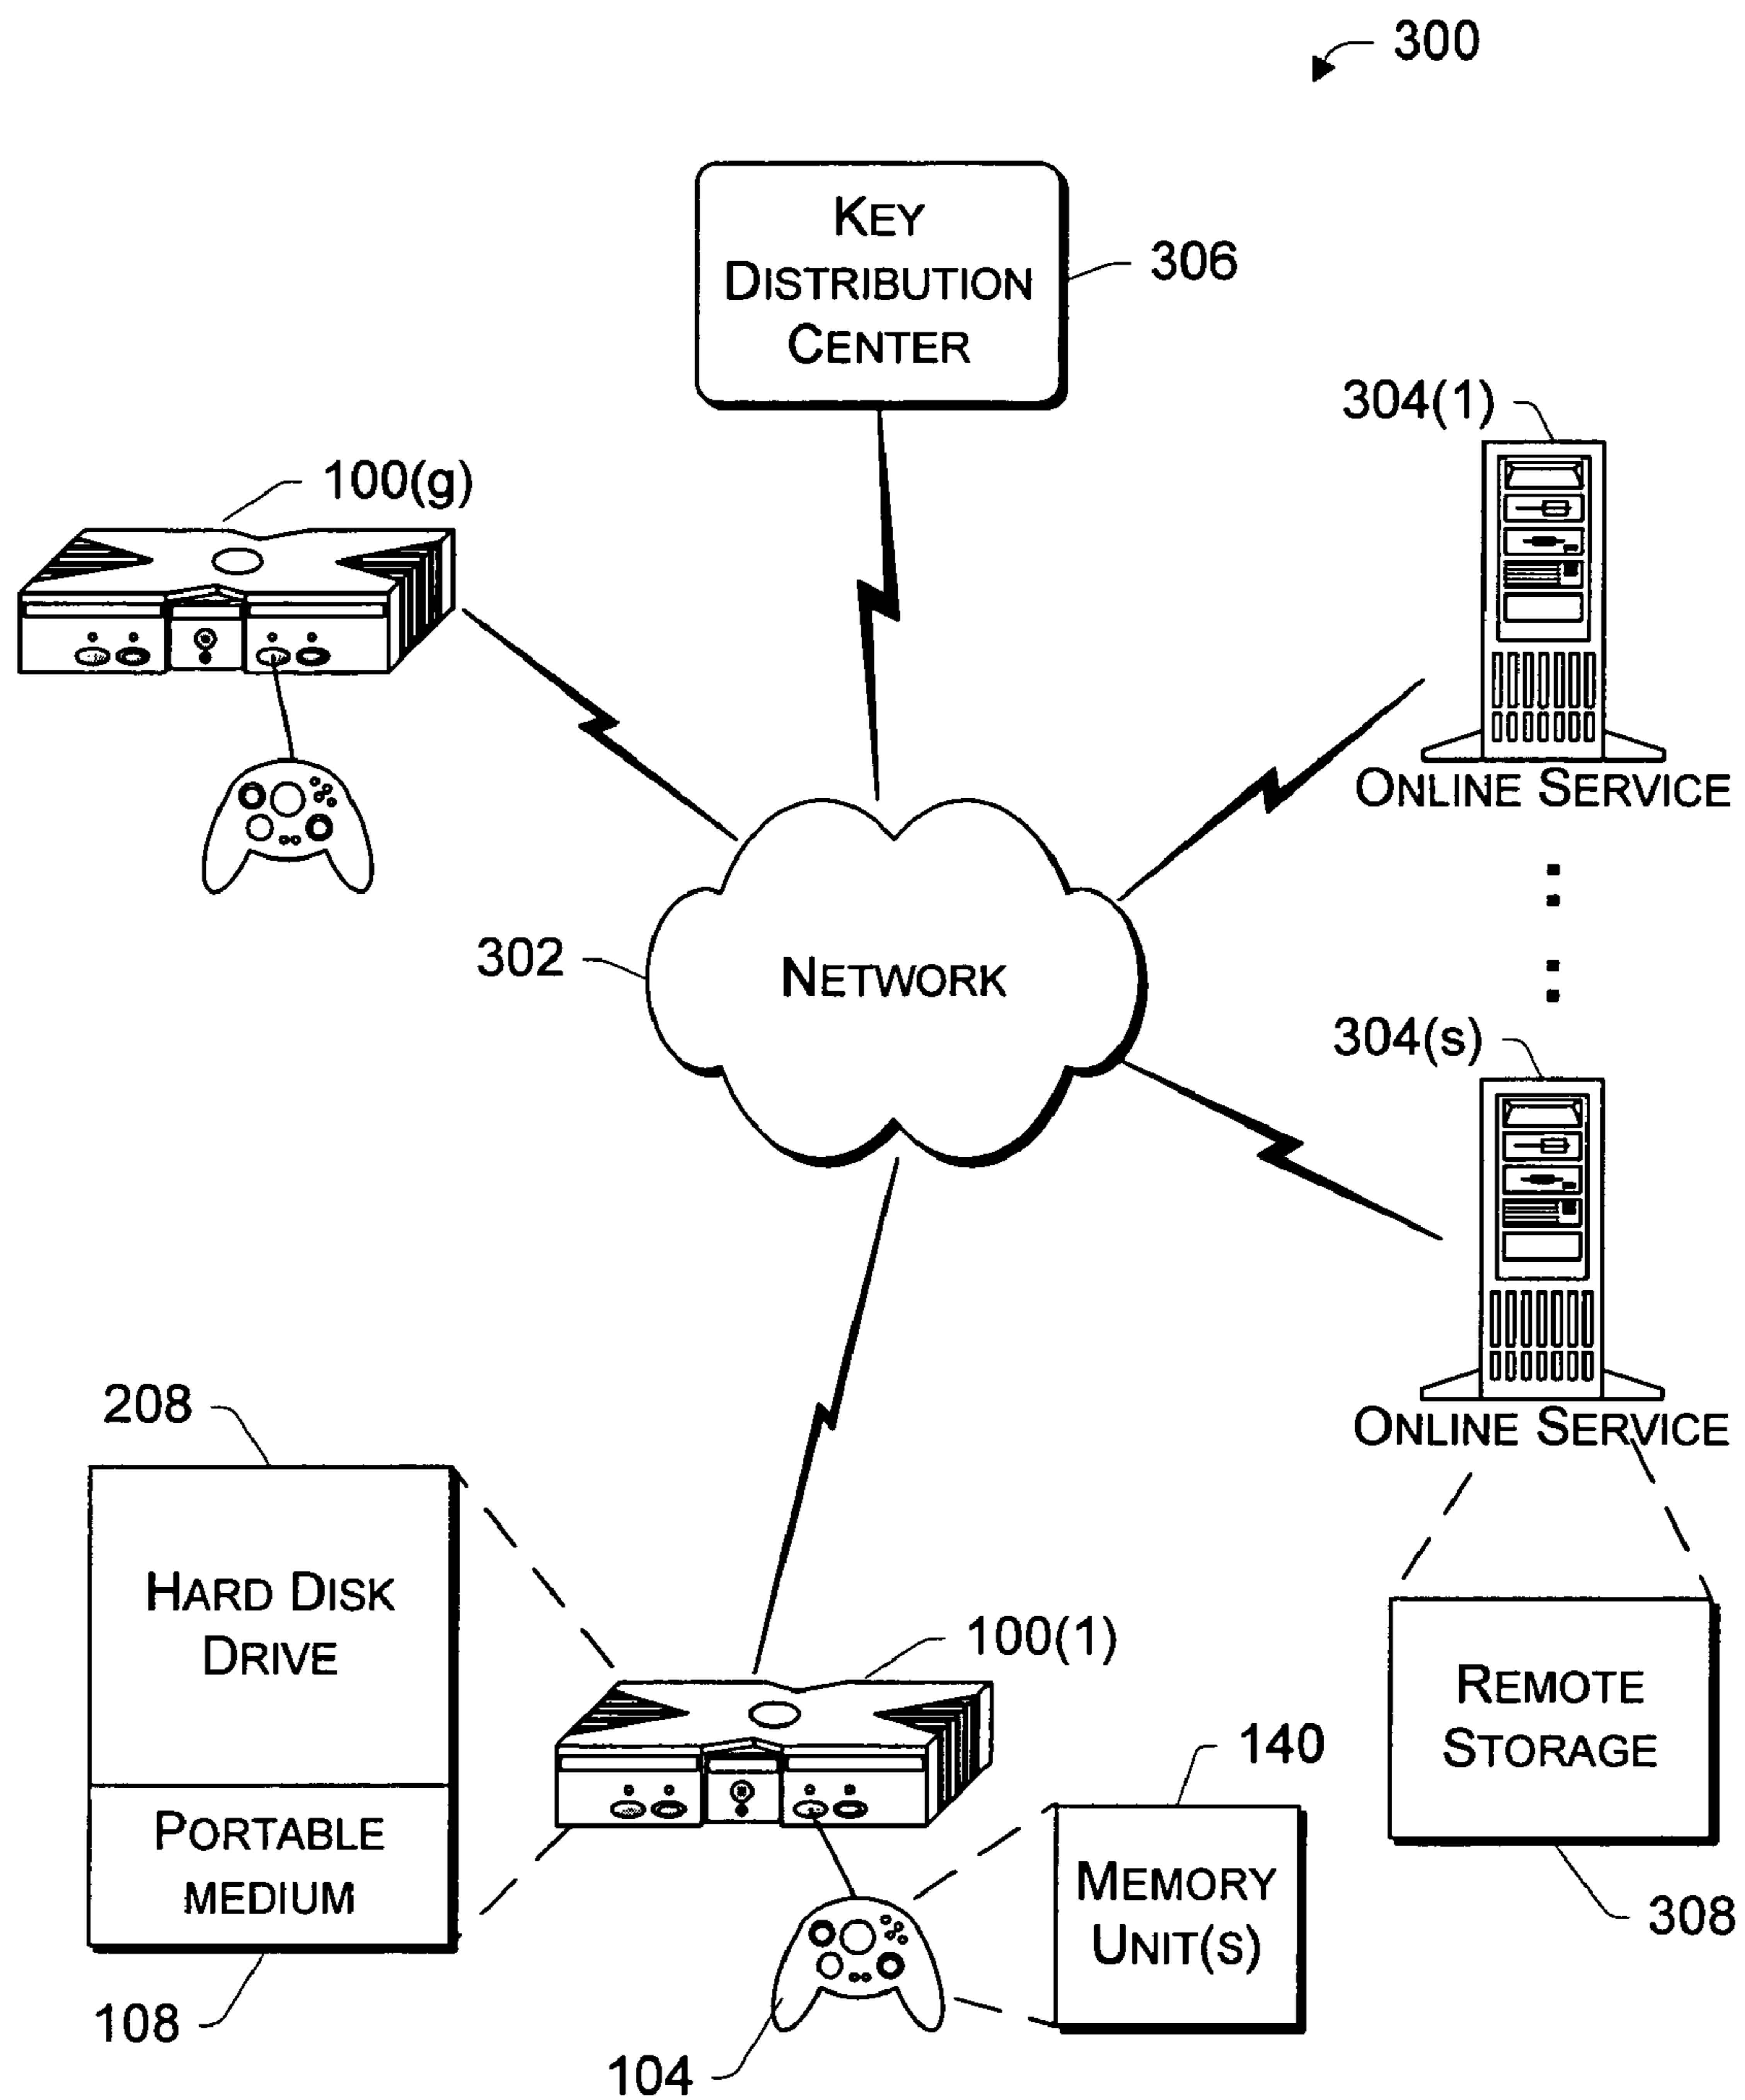 300
KEY
DISTRIBUTION
CENTER
306
304(1)
100(g)
ONLINE SERVICE
302
NETWORK
304(s)
208
ONLINE SERVICE
HARD DISK
DRIVE
100(1)
REMOTE
STORAGE
140
PORTABLE
MEDIUM
MEMORY
UNIT(S)
308
108
104